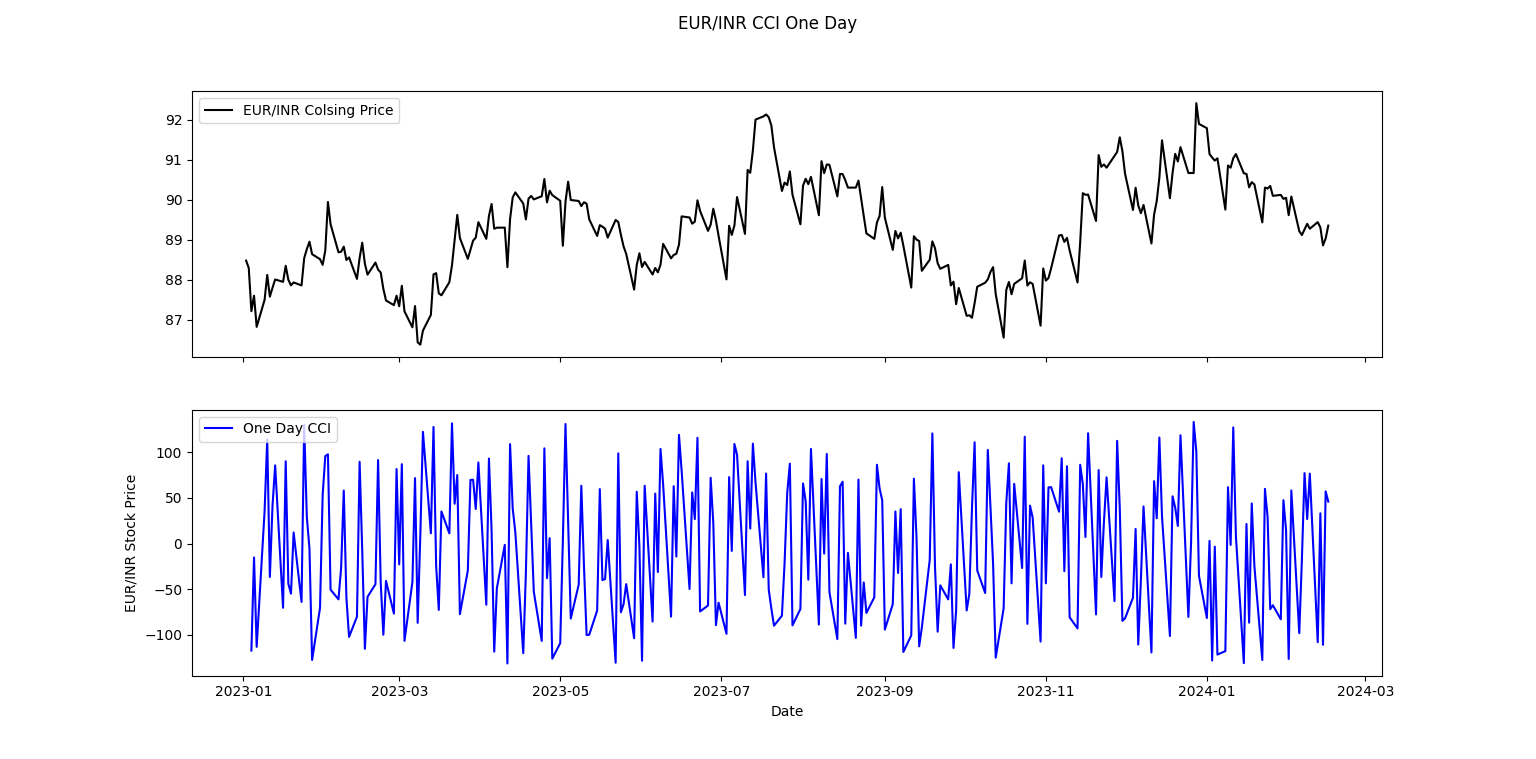 EUR/INR CCI One Day
EUR/INR Colsing Price
92
91
90
89
88
87
One Day CCI
EUR/INR Stock Price
100
50
0
−50
−100
2023-01 2023-03 2023-05 2023-07 2023-09 2023-11 2024-01 2024-03
Date